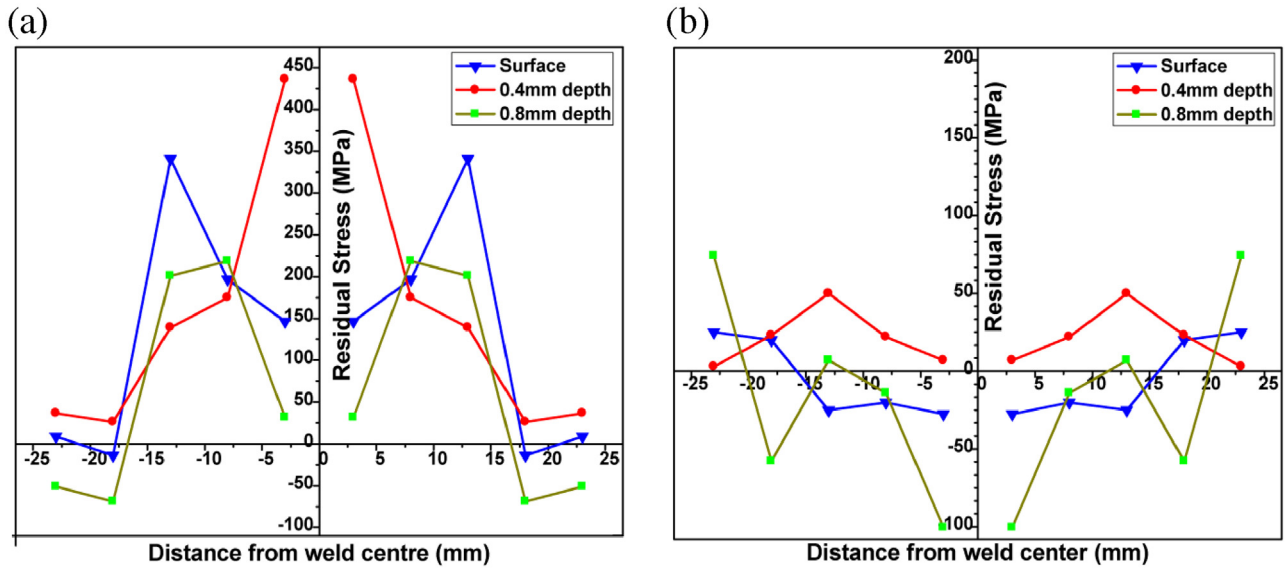 (a)
Surface
0.4mm depth
0.8mm depth
Residual Stress (MPa)
450
400
350
300
250
200
150
100
50
0
-50
-100
-25 -20 -15 -10 -5 0 5 10 15 20 25
Distance from weld centre (mm)
(b)
Surface
0.4mm depth
0.8mm depth
Residual Stress (MPa)
200
150
100
50
0
-50
-100
-25 -20 -15 -10 -5 0 5 10 15 20 25
Distance from weld center (mm)